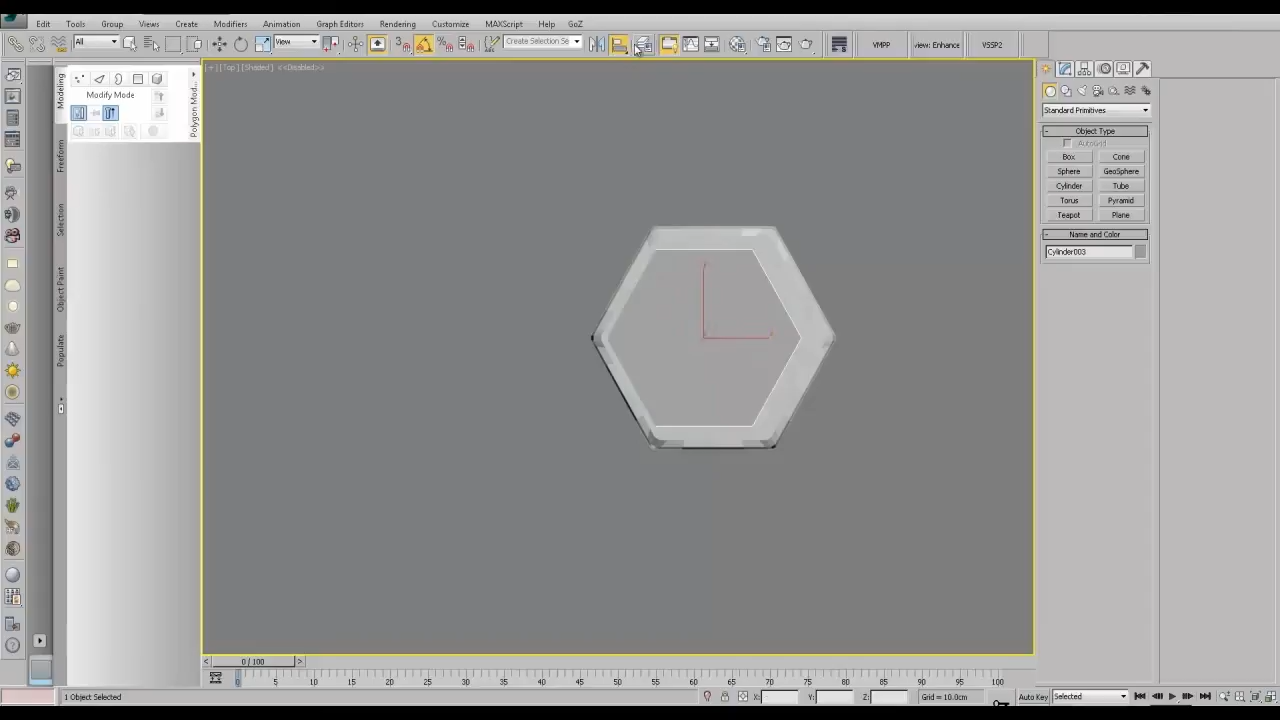 Edit Tools Group Views Create Modifiers Animation Graph Editors Rendering Customize MAXScript Help GoZ
All View Create Selection Se VMPP view: Enhance VSSP2
[+][Top][Shaded] <<Disabled>>
Modeling
Freeform
Selection
Object Paint
Populate
Modify Mode
Polygon Mod...
Standard Primitives
- Object Type
AutoGrid
Box Cone
Sphere GeoSphere
Cylinder Tube
Torus Pyramid
Teapot Plane
- Name and Color
Cylinder003
< 0 / 100 >
0 5 10 15 20 25 30 35 40 45 50 55 60 65 70 75 80 85 90 95 100
1 Object Selected X: Y: Z: Grid = 10.0cm Auto Key Selected